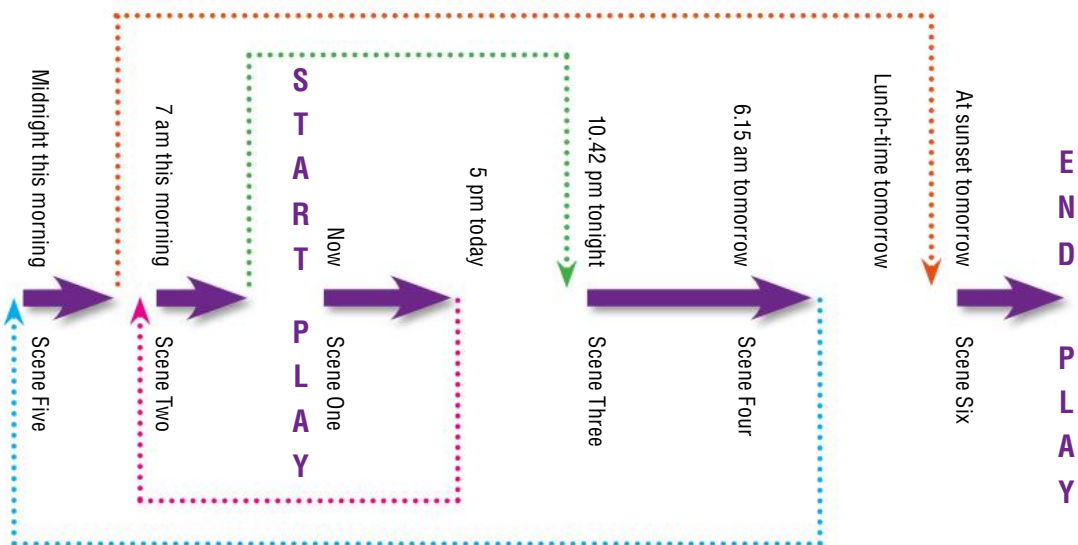 Midnight this morning
7 am this morning
START PLAY
Now
5 pm today
10.42 pm tonight
6.15 am tomorrow
Lunch-time tomorrow
At sunset tomorrow
END PLAY
Scene Five
Scene Two
Scene One
Scene Three
Scene Four
Scene Six